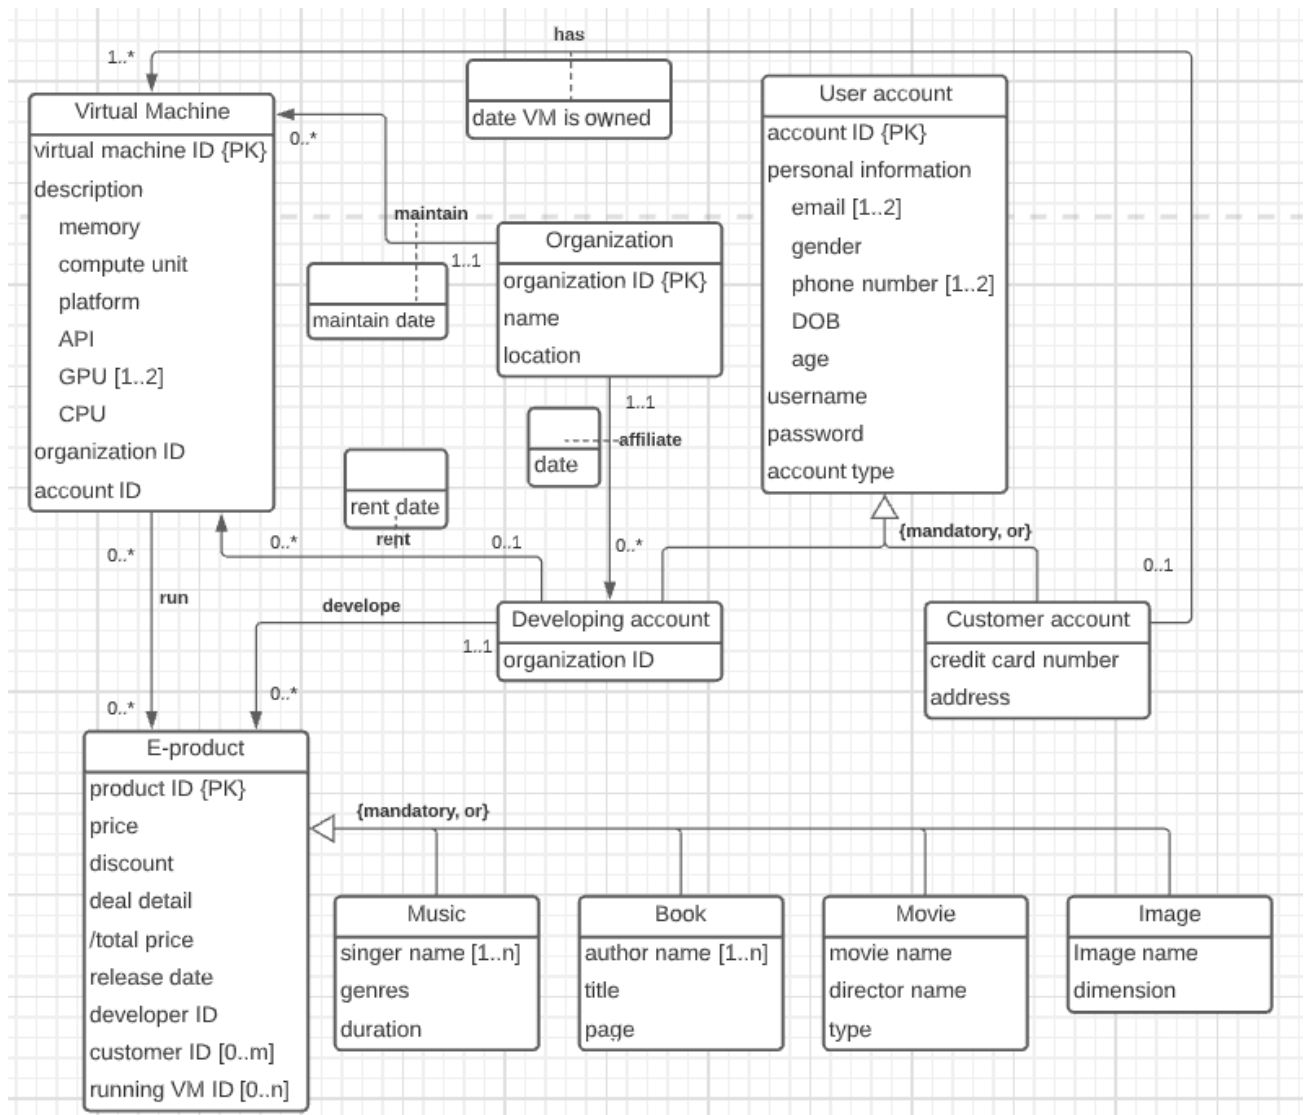 has
1..*
date VM is owned
Virtual Machine
virtual machine ID {PK}
description
memory
compute unit
platform
API
GPU [1..2]
CPU
organization ID
account ID
0..*
maintain
1..1
maintain date
Organization
organization ID {PK}
name
location
1..1
affiliate
date
0..*
User account
account ID {PK}
personal information
email [1..2]
gender
phone number [1..2]
DOB
age
username
password
account type
{mandatory, or}
0..1
rent date
rent
0..*
0..1
0..*
run
0..*
develope
1..1
0..*
Developing account
organization ID
Customer account
credit card number
address
E-product
product ID {PK}
price
discount
deal detail
/total price
release date
developer ID
customer ID [0..m]
running VM ID [0..n]
{mandatory, or}
Music
singer name [1..n]
genres
duration
Book
author name [1..n]
title
page
Movie
movie name
director name
type
Image
Image name
dimension